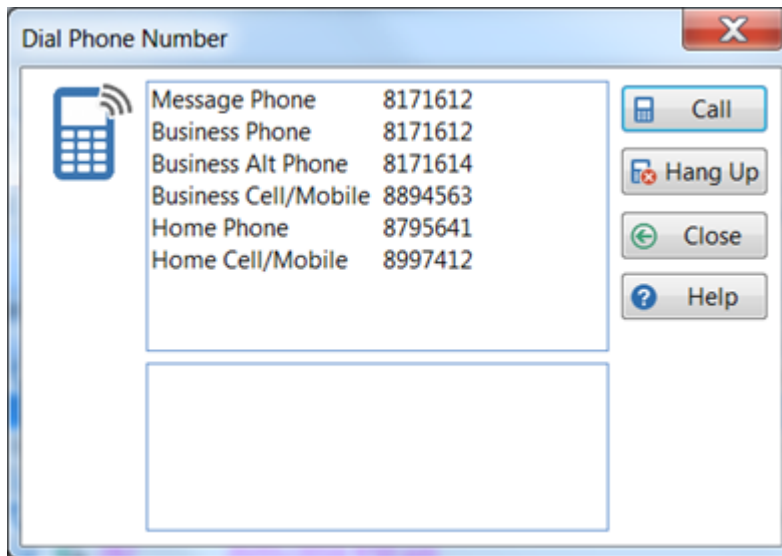 Dial Phone Number
Message Phone 8171612
Business Phone 8171612
Business Alt Phone 8171614
Business Cell/Mobile 8894563
Home Phone 8795641
Home Cell/Mobile 8997412
Call
Hang Up
Close
Help